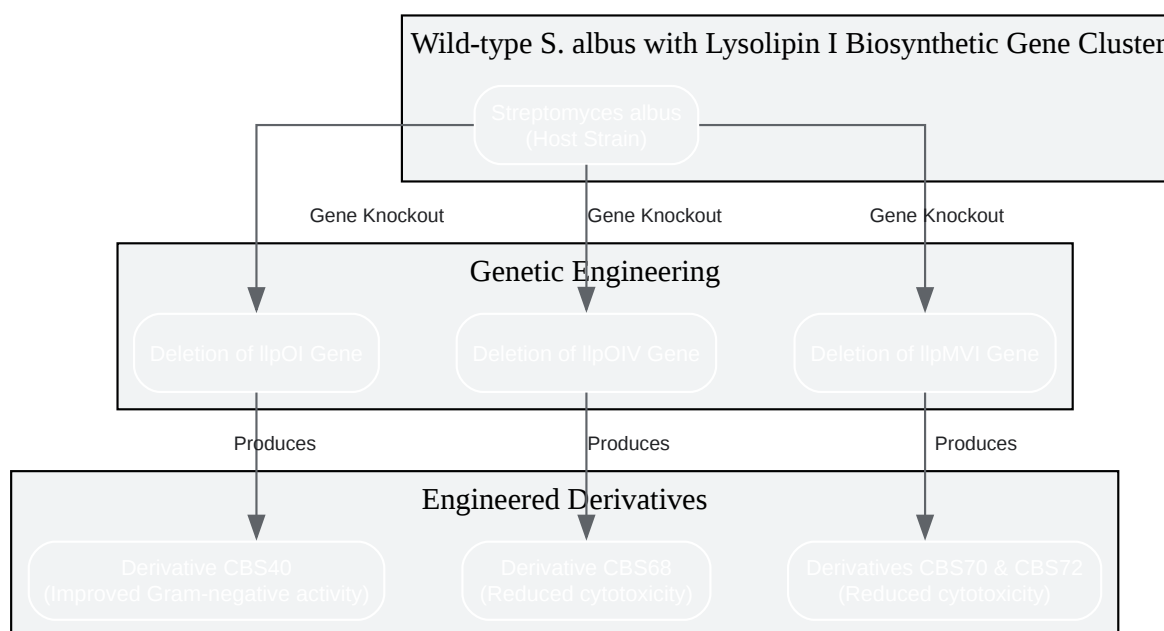 Wild-type S. albus with Lysolipin I Biosynthetic Gene Cluster
Streptomyces albus
(Host Strain)
Gene Knockout
Gene Knockout
Gene Knockout
Genetic Engineering
Deletion of llpOI Gene
Deletion of llpOIV Gene
Deletion of llpMVI Gene
Produces
Produces
Produces
Engineered Derivatives
Derivative CBS40
(Improved Gram-negative activity)
Derivative CBS68
(Reduced cytotoxicity)
Derivatives CBS70 & CBS72
(Reduced cytotoxicity)